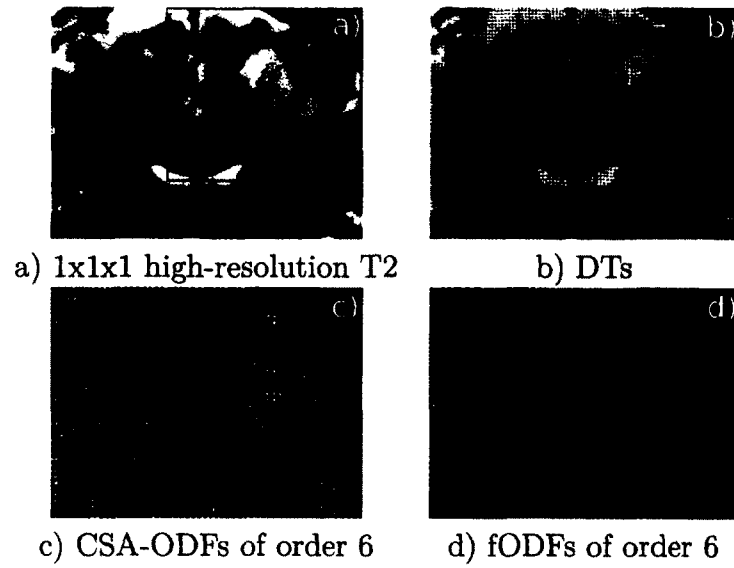 a)
b)
a) 1x1x1 high-resolution T2
b) DTs
c)
d)
c) CSA-ODFs of order 6
d) fODFs of order 6